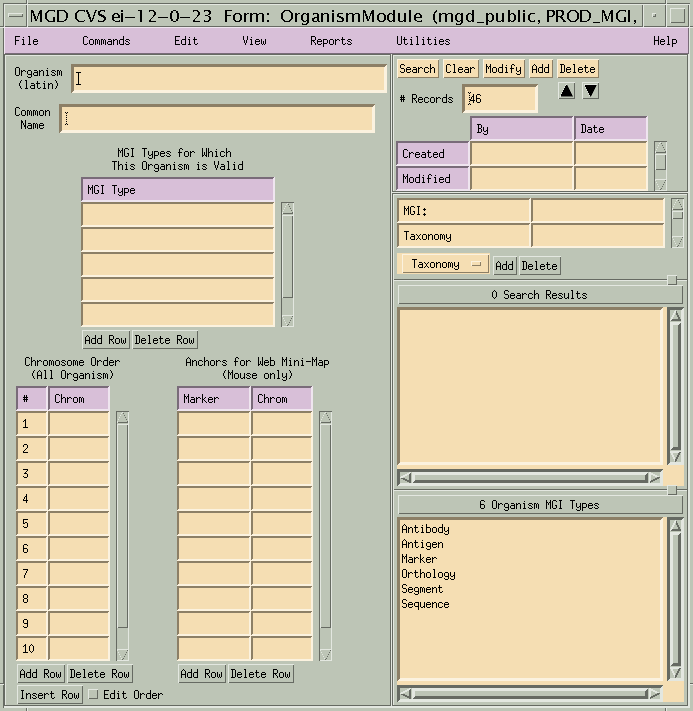 MGD CVS ei-12-0-23 Form: OrganismModule (mgd_public, PROD_MGI,
File Commands Edit View Reports Utilities Help
Organism
(latin)
Common
Name
MGI Types for Which
This Organism is Valid
MGI Type
Add Row Delete Row
Chromosome Order
(All Organism)
# Chrom
1
2
3
4
5
6
7
8
9
10
Add Row Delete Row
Insert Row Edit Order
Anchors for Web Mini-Map
(Mouse only)
Marker Chrom
Add Row Delete Row
Search Clear Modify Add Delete
# Records 46
By Date
Created
Modified
MGI:
Taxonomy
Taxonomy Add Delete
0 Search Results
6 Organism MGI Types
Antibody
Antigen
Marker
Orthology
Segment
Sequence